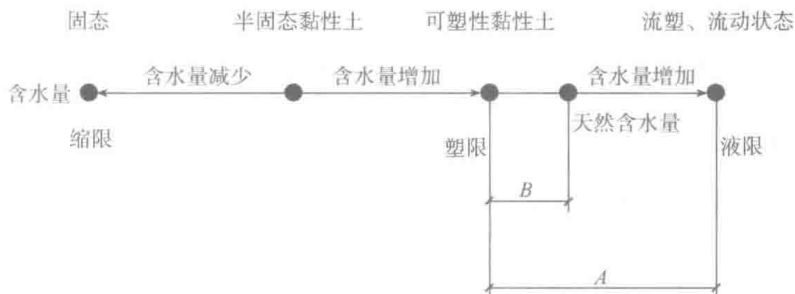 固态 半固态黏性土 可塑性黏性土 流塑、流动状态
含水量 含水量减少 含水量增加 含水量增加
缩限 塑限 天然含水量 液限
B
A